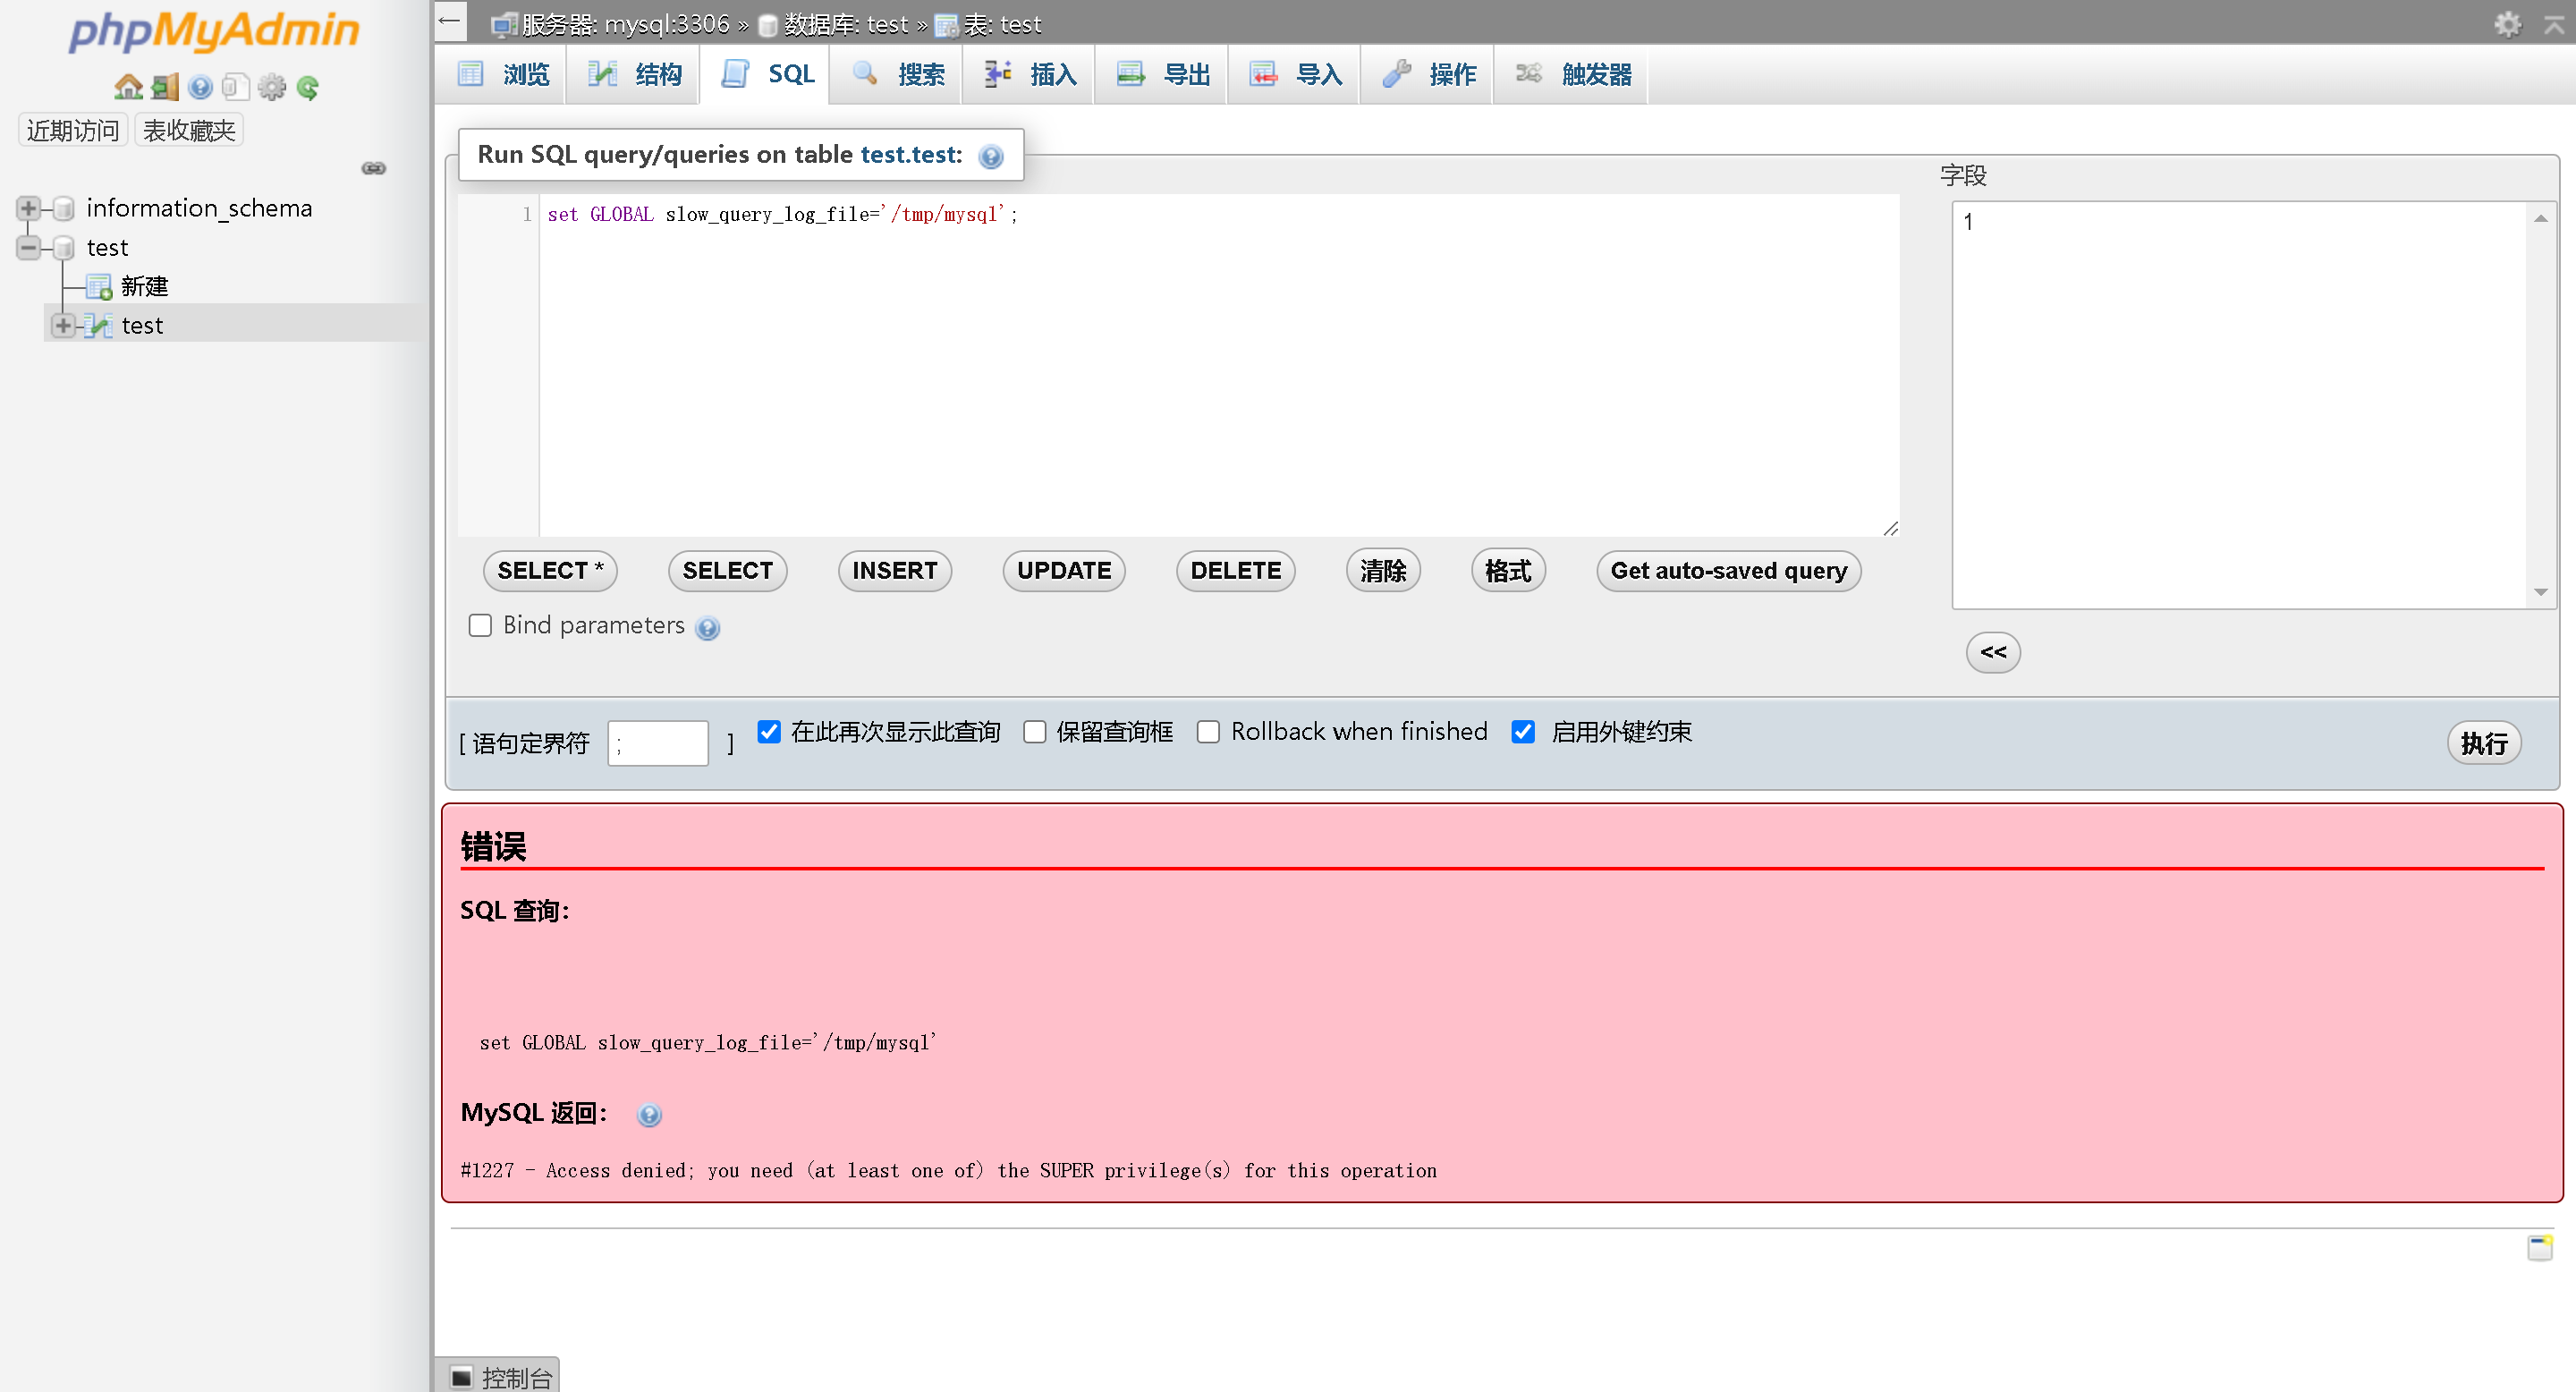 phpMyAdmin
近期访问 表收藏夹
information_schema
test
新建
test
服务器: mysql:3306 » 数据库: test » 表: test
浏览 结构 SQL 搜索 插入 导出 导入 操作 触发器
Run SQL query/queries on table test.test:
1 set GLOBAL slow_query_log_file='/tmp/mysql';
字段
1
SELECT * SELECT INSERT UPDATE DELETE 清除 格式 Get auto-saved query
Bind parameters
<<
[ 语句定界符 ; ] 在此再次显示此查询 保留查询框 Rollback when finished 启用外键约束 执行
错误
SQL 查询：
set GLOBAL slow_query_log_file='/tmp/mysql'
MySQL 返回：
#1227 - Access denied; you need (at least one of) the SUPER privilege(s) for this operation
控制台